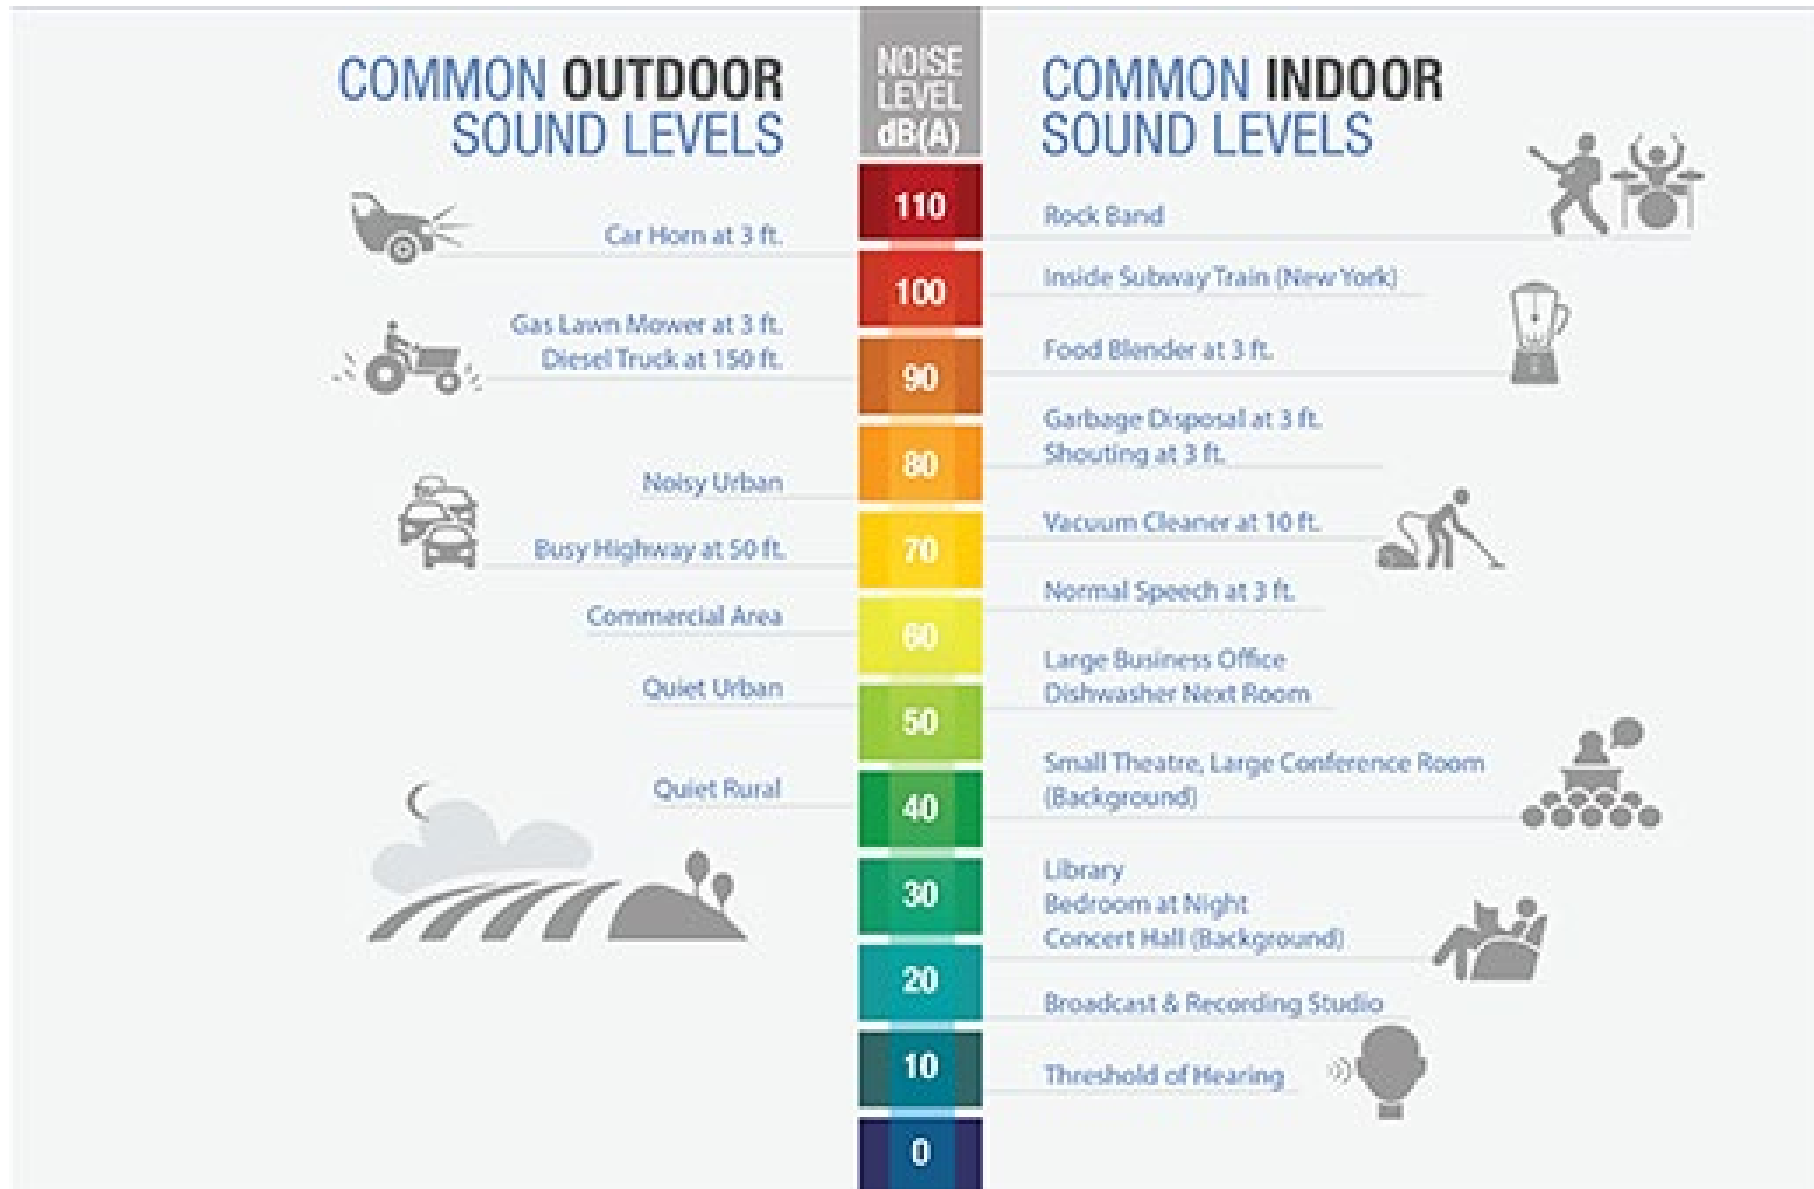 COMMON OUTDOOR
SOUND LEVELS
Car Horn at 3 ft.
Gas Lawn Mower at 3 ft.
Diesel Truck at 150 ft.
Noisy Urban
Busy Highway at 50 ft.
Commercial Area
Quiet Urban
Quiet Rural
NOISE
LEVEL
dB(A)
110
100
90
80
70
60
50
40
30
20
10
0
COMMON INDOOR
SOUND LEVELS
Rock Band
Inside Subway Train (New York)
Food Blender at 3 ft.
Garbage Disposal at 3 ft.
Shouting at 3 ft.
Vacuum Cleaner at 10 ft.
Normal Speech at 3 ft.
Large Business Office
Dishwasher Next Room
Small Theatre, Large Conference Room
(Background)
Library
Bedroom at Night
Concert Hall (Background)
Broadcast & Recording Studio
Threshold of Hearing